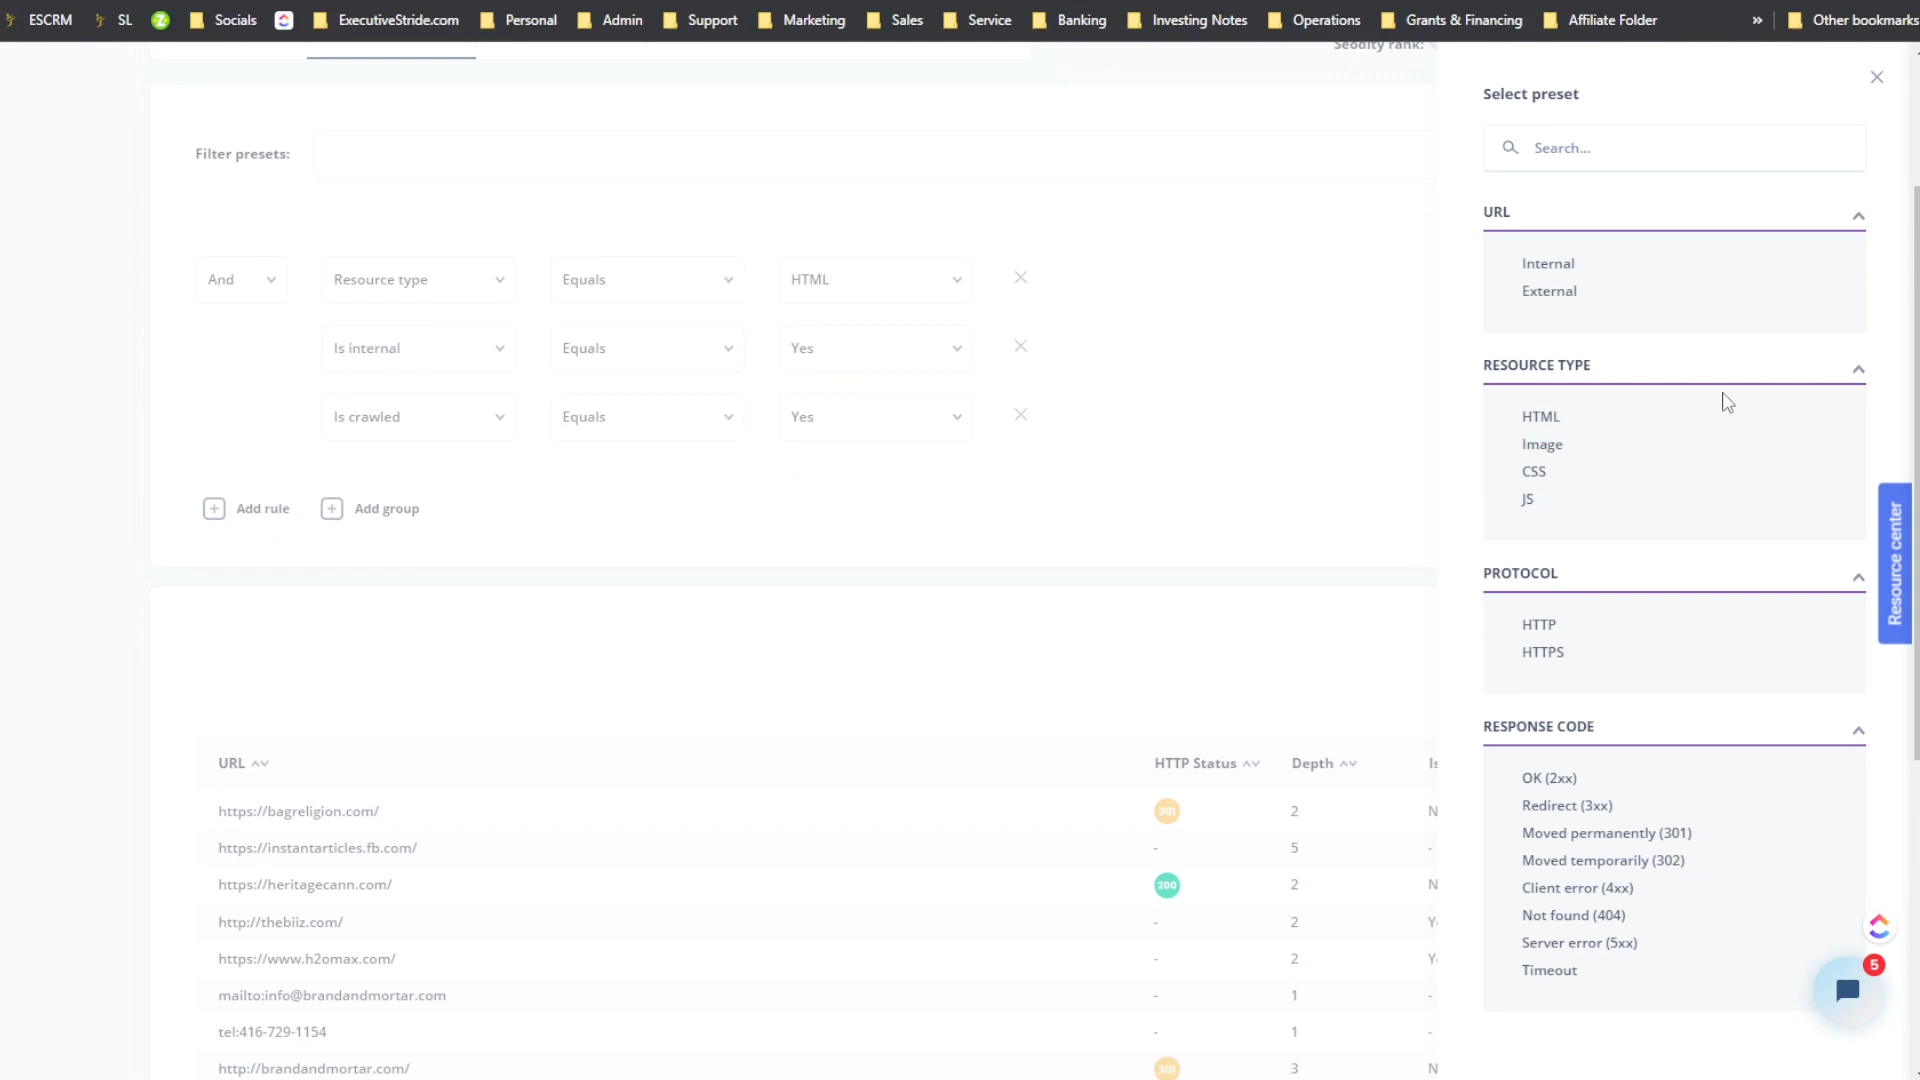 ESCRM SL Socials ExecutiveStride.com Personal Admin Support Marketing Sales Service Banking Investing Notes Operations Grants & Financing Affiliate Folder » Other bookmarks
Seodity rank:
Filter presets:
And Resource type Equals HTML
Is internal Equals Yes
Is crawled Equals Yes
Add rule Add group
URL HTTP Status Depth Is
https://bagreligion.com/ 301 2 N
https://instantarticles.fb.com/ - 5 -
https://heritagecann.com/ 200 2 N
http://thebiiz.com/ - 2 Ye
https://www.h2omax.com/ - 2 Ye
mailto:info@brandandmortar.com - 1 -
tel:416-729-1154 - 1 -
http://brandandmortar.com/ 301 3 N
Select preset
Search...
URL
Internal
External
RESOURCE TYPE
HTML
Image
CSS
JS
PROTOCOL
HTTP
HTTPS
RESPONSE CODE
OK (2xx)
Redirect (3xx)
Moved permanently (301)
Moved temporarily (302)
Client error (4xx)
Not found (404)
Server error (5xx)
Timeout
Resource center
5